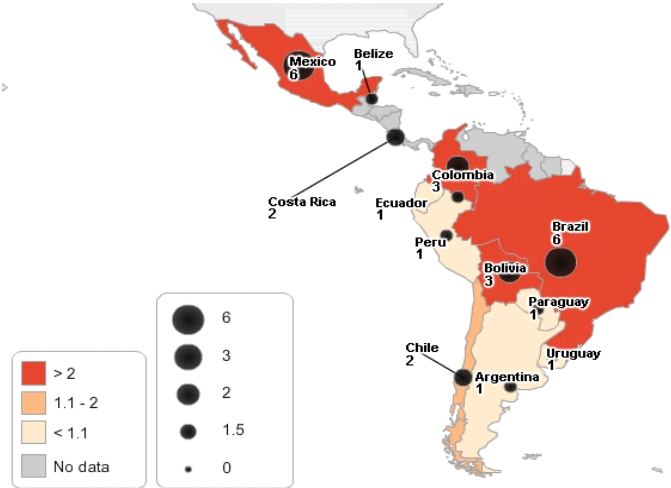 Belize
1
Mexico
6
Colombia
3
Costa Rica
2
Ecuador
1
Brazil
6
Peru
1
Bolivia
3
Paraguay
1
Chile
2
Uruguay
1
Argentina
1
6
3
2
1.5
0
> 2
1.1 - 2
< 1.1
No data